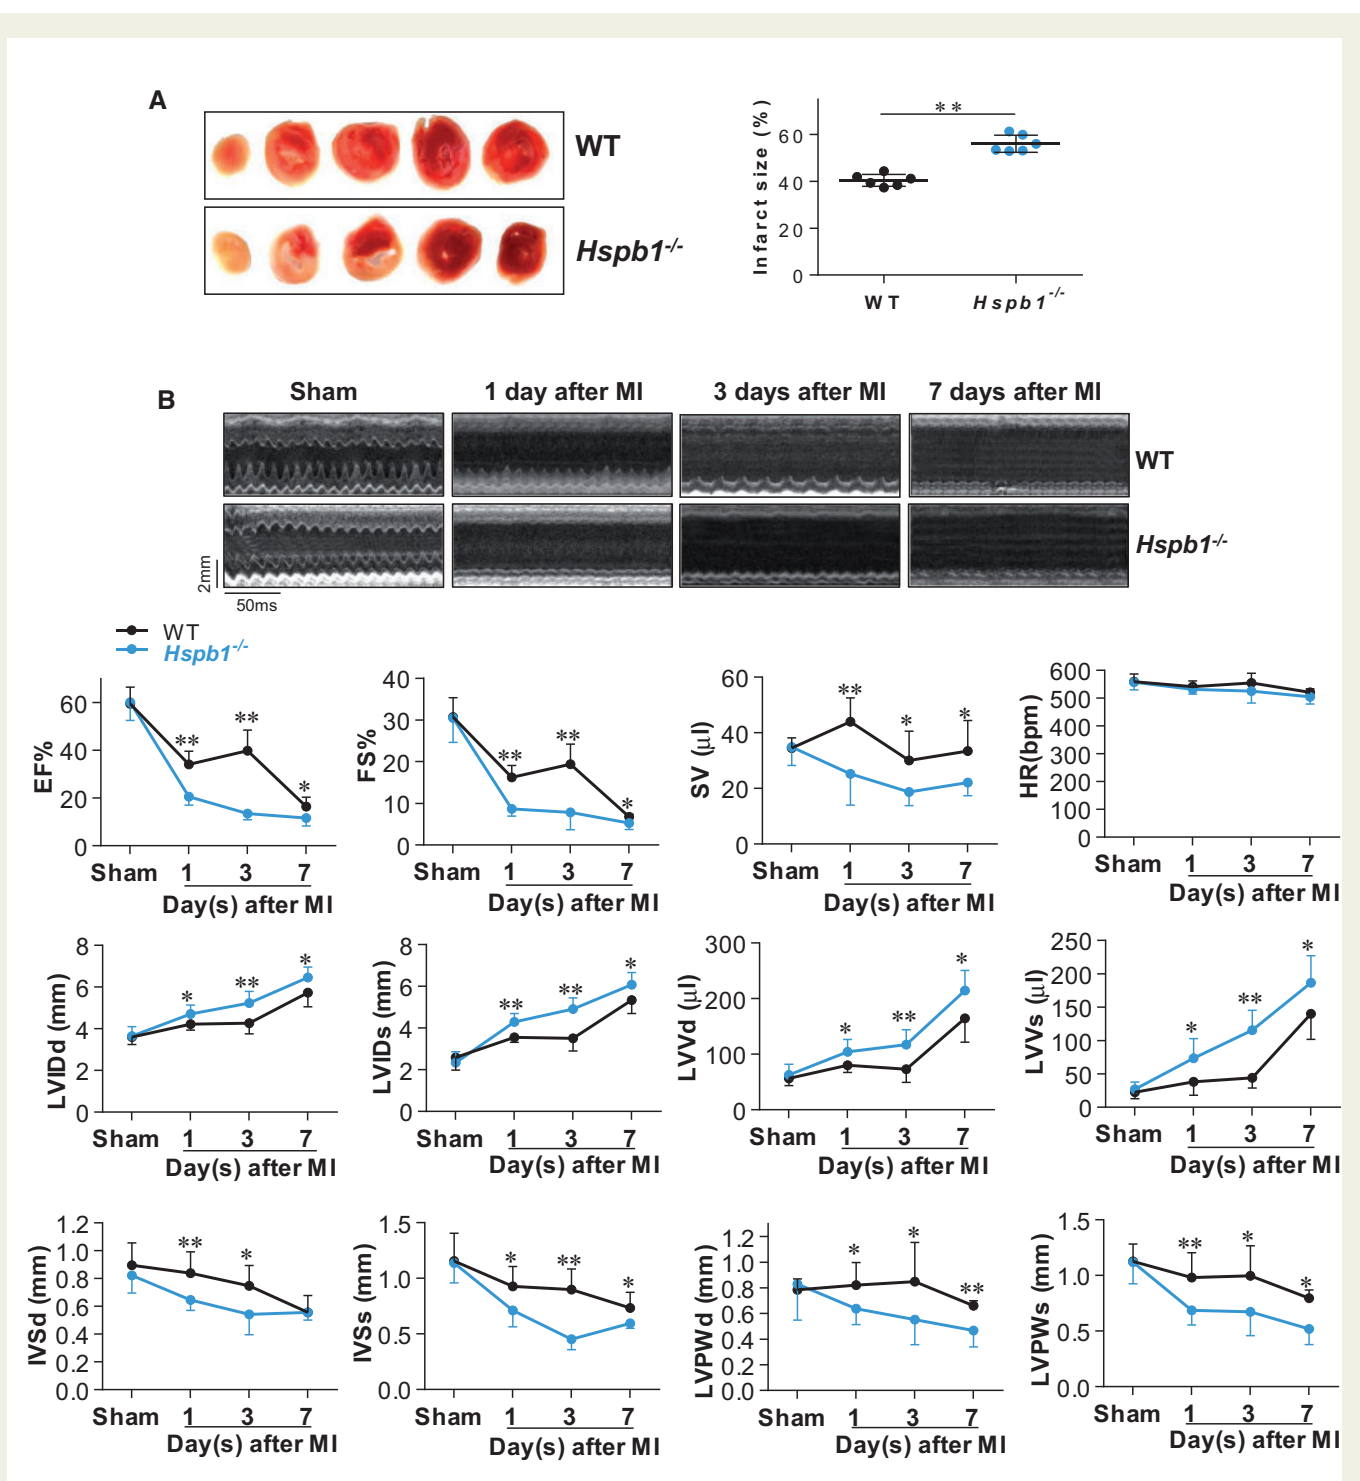 A
WT
Hspb1-/-
Infarct size (%)
60
40
20
0
**
WT
Hspb1-/-
B
Sham
1 day after MI
3 days after MI
7 days after MI
WT
Hspb1-/-
2mm
50ms
WT
Hspb1-/-
EF%
60
40
20
0
**
**
*
Sham 1 3 7
Day(s) after MI
FS%
40
30
20
10
0
**
**
*
Sham 1 3 7
Day(s) after MI
SV (µl)
60
40
20
0
**
*
*
Sham 1 3 7
Day(s) after MI
HR(bpm)
600
500
400
300
200
100
0
Sham 1 3 7
Day(s) after MI
LVIDd (mm)
8
6
4
2
0
*
**
*
Sham 1 3 7
Day(s) after MI
LVIDs (mm)
8
6
4
2
0
**
**
*
Sham 1 3 7
Day(s) after MI
LVVd (µl)
300
200
100
0
*
**
*
Sham 1 3 7
Day(s) after MI
LVVs (µl)
250
200
150
100
50
0
*
**
*
Sham 1 3 7
Day(s) after MI
IVSd (mm)
1.2
1.0
0.8
0.6
0.4
0.2
0.0
**
*
Sham 1 3 7
Day(s) after MI
IVSs (mm)
1.5
1.0
0.5
0.0
*
**
*
Sham 1 3 7
Day(s) after MI
LVPWd (mm)
1.2
1.0
0.8
0.6
0.4
0.2
0.0
*
*
**
Sham 1 3 7
Day(s) after MI
LVPWs (mm)
1.5
1.0
0.5
0.0
**
*
*
Sham 1 3 7
Day(s) after MI